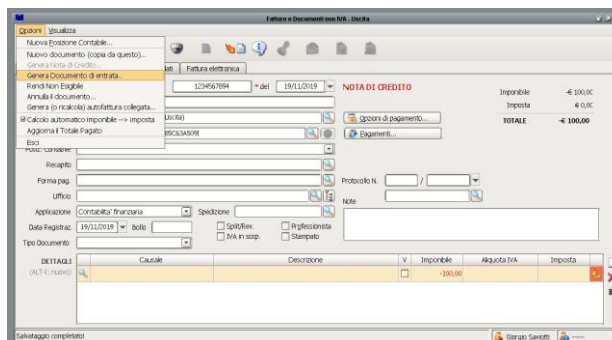 Fatture e Documenti non IVA - Uscita
Opzioni Visualizza
Nuova Posizione Contabile...
Nuovo documento (copia da questo)...
Genera Nota di Credito...
Genera Documento di entrata...
Rendi Non Esigibile
Annulla il documento...
Genera (o ricalcola) autofattura collegata...
Calcolo automatico imponibile --> imposta
Aggiorna il Totale Pagato
Esci
dati Fattura elettronica
1234567894 * del 19/11/2019 NOTA DI CREDITO
Imponibile -€ 100,00
Imposta € 0,00
TOTALE -€ 100,00
Uscita)
Opzioni di pagamento...
Pagamenti...
Posiz. Contabile
Recapito
Forma pag. Protocollo N. /
Ufficio Note
Applicazione Contabilita' finanziaria Spedizione
Data Registraz. 19/11/2019 Bollo Split/Rev. Professionista
IVA in sosp. Stampato
Tipo Documento
DETTAGLI Causale Descrizione V Imponibile Aliquota IVA Imposta
(ALT-I: nuovo) -100,00
Salvataggio completato! Giorgio Saviotti -----